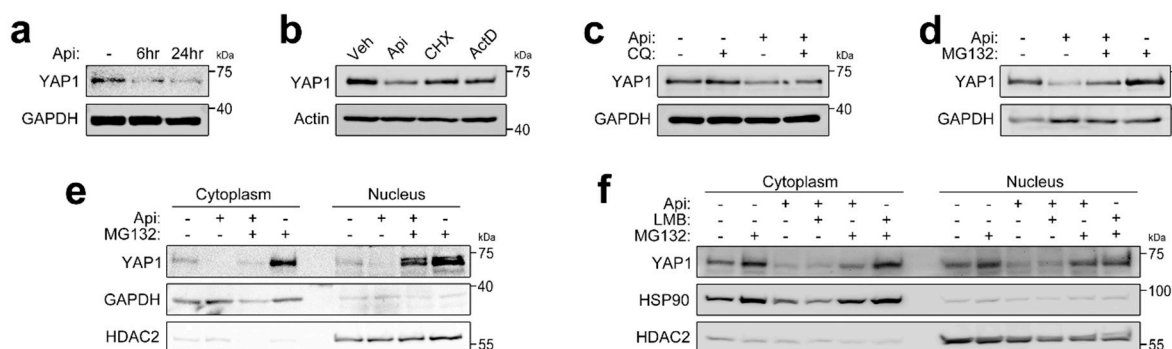 a
Api: - 6hr 24hr kDa
YAP1 75
GAPDH 40
b
Veh Api CHX ActD kDa
YAP1 75
Actin 40
c
Api: - - + +
CQ: - + - + kDa
YAP1 75
GAPDH 40
d
Api: - + + -
MG132: - - + +
YAP1
GAPDH
e
Cytoplasm Nucleus
Api: - + + - - + + -
MG132: - - + + - - + + kDa
YAP1 75
GAPDH 40
HDAC2 55
f
Cytoplasm Nucleus
Api: - - + + + - - - + + + -
LMB: - - - + - + - - - + - +
MG132: - + - - + + - + - - + + kDa
YAP1 75
HSP90 100
HDAC2 55